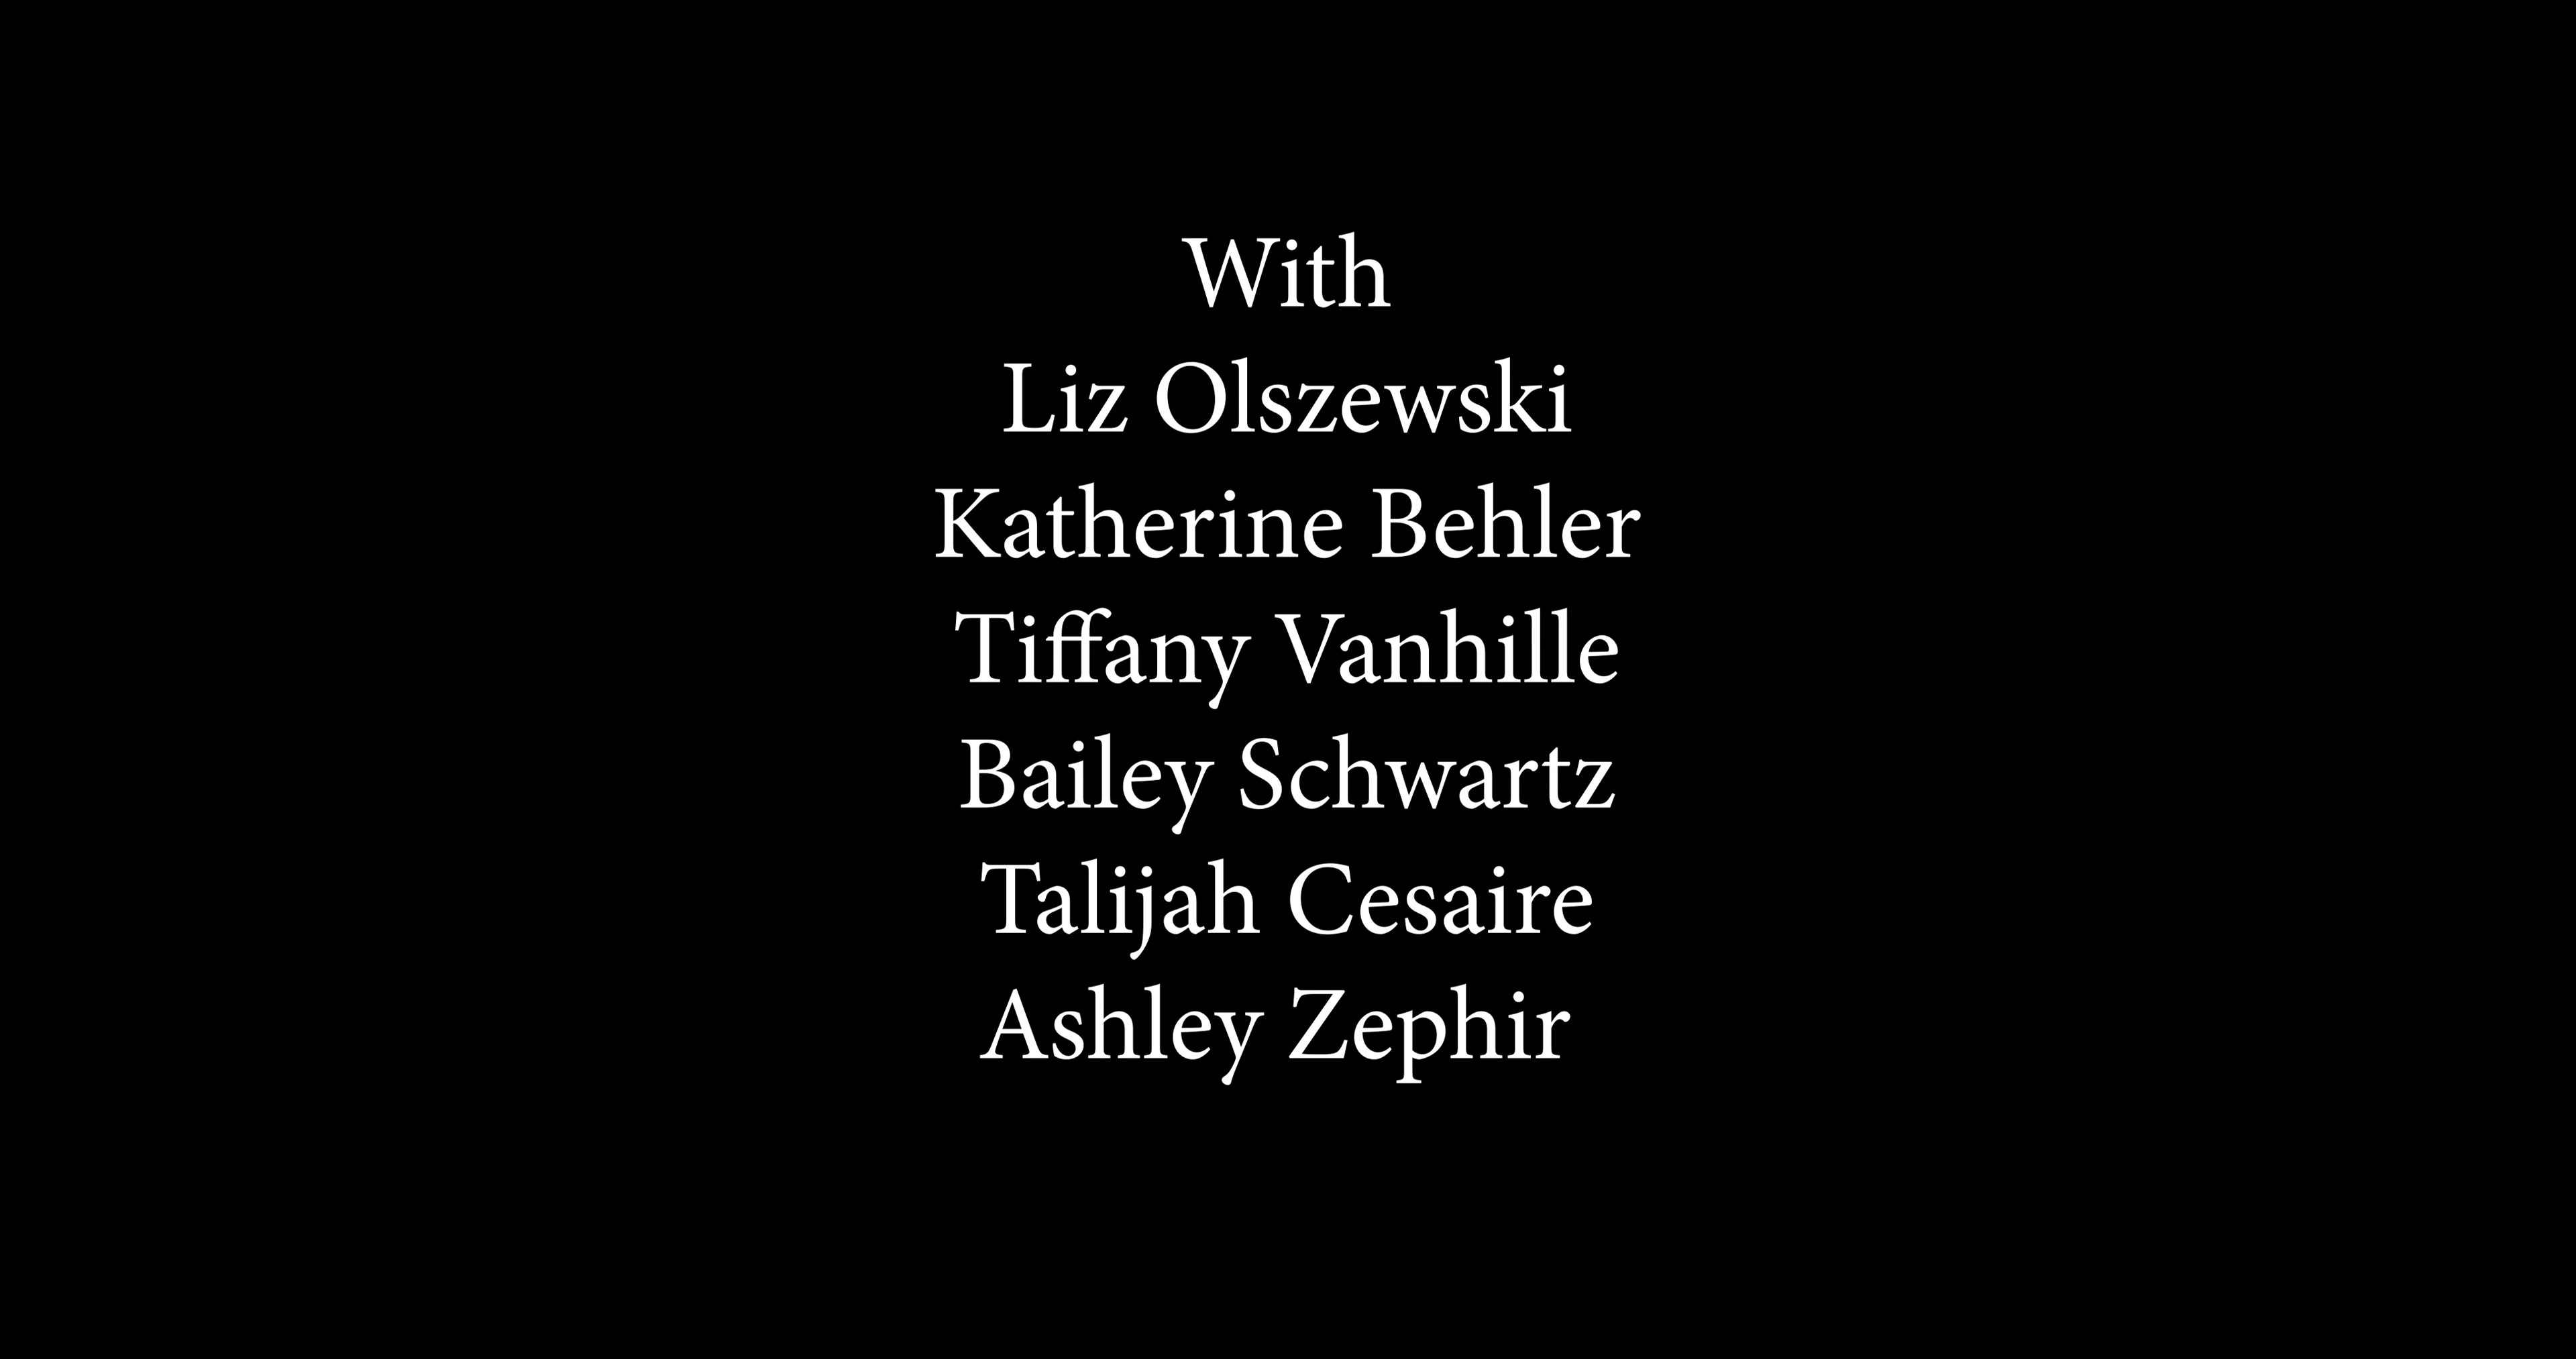 With
Liz Olszewski
Katherine Behler
Tiffany Vanhille
Bailey Schwartz
Talijah Cesaire
Ashley Zephir